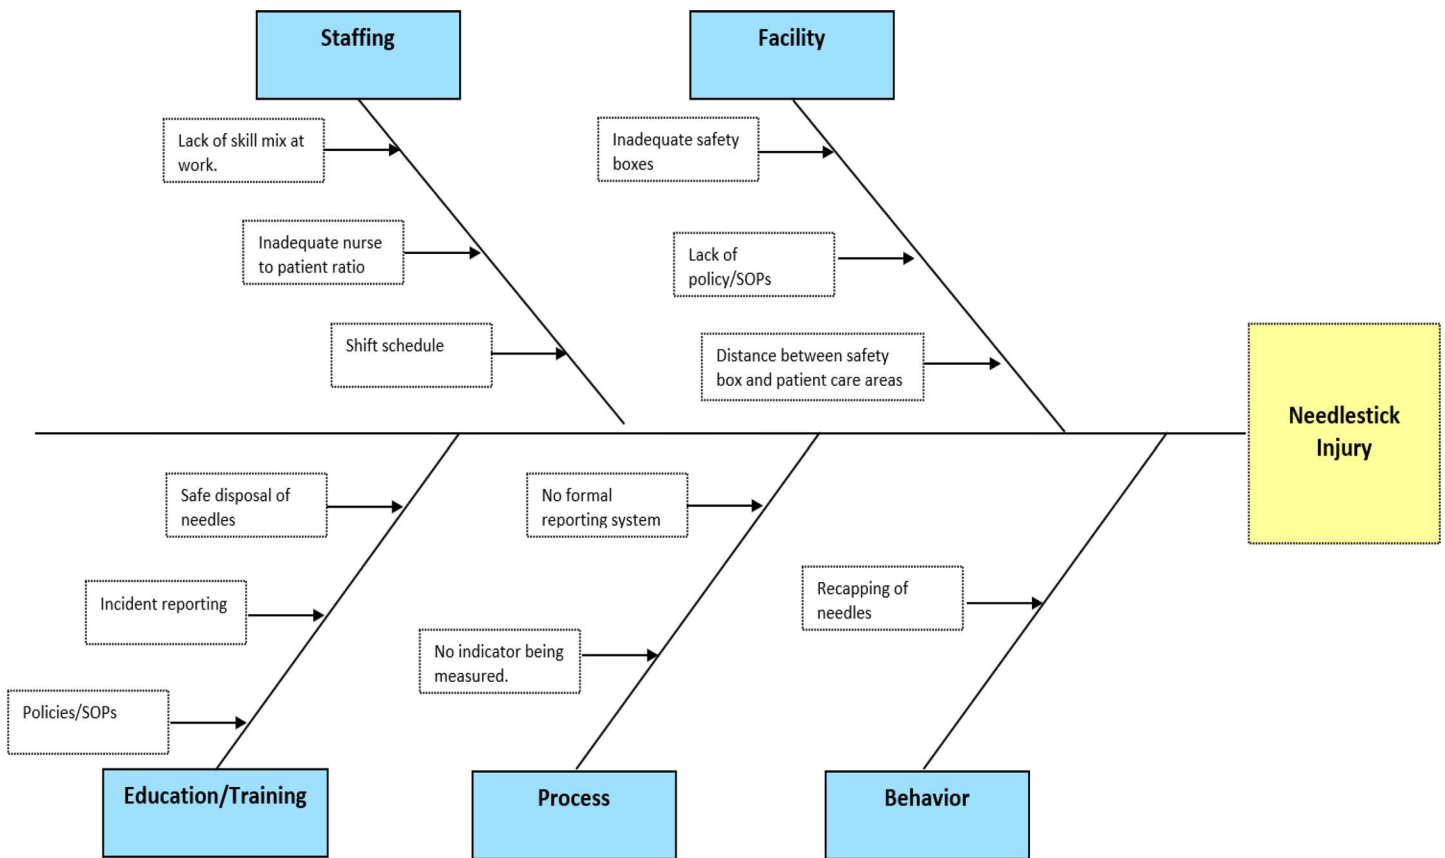 Staffing
Facility
Lack of skill mix at
work.
Inadequate safety
boxes
Inadequate nurse
to patient ratio
Lack of
policy/SOPs
Shift schedule
Distance between safety
box and patient care areas
Needlestick
Injury
Safe disposal of
needles
No formal
reporting system
Incident reporting
Recapping of
needles
No indicator being
measured.
Policies/SOPs
Education/Training
Process
Behavior